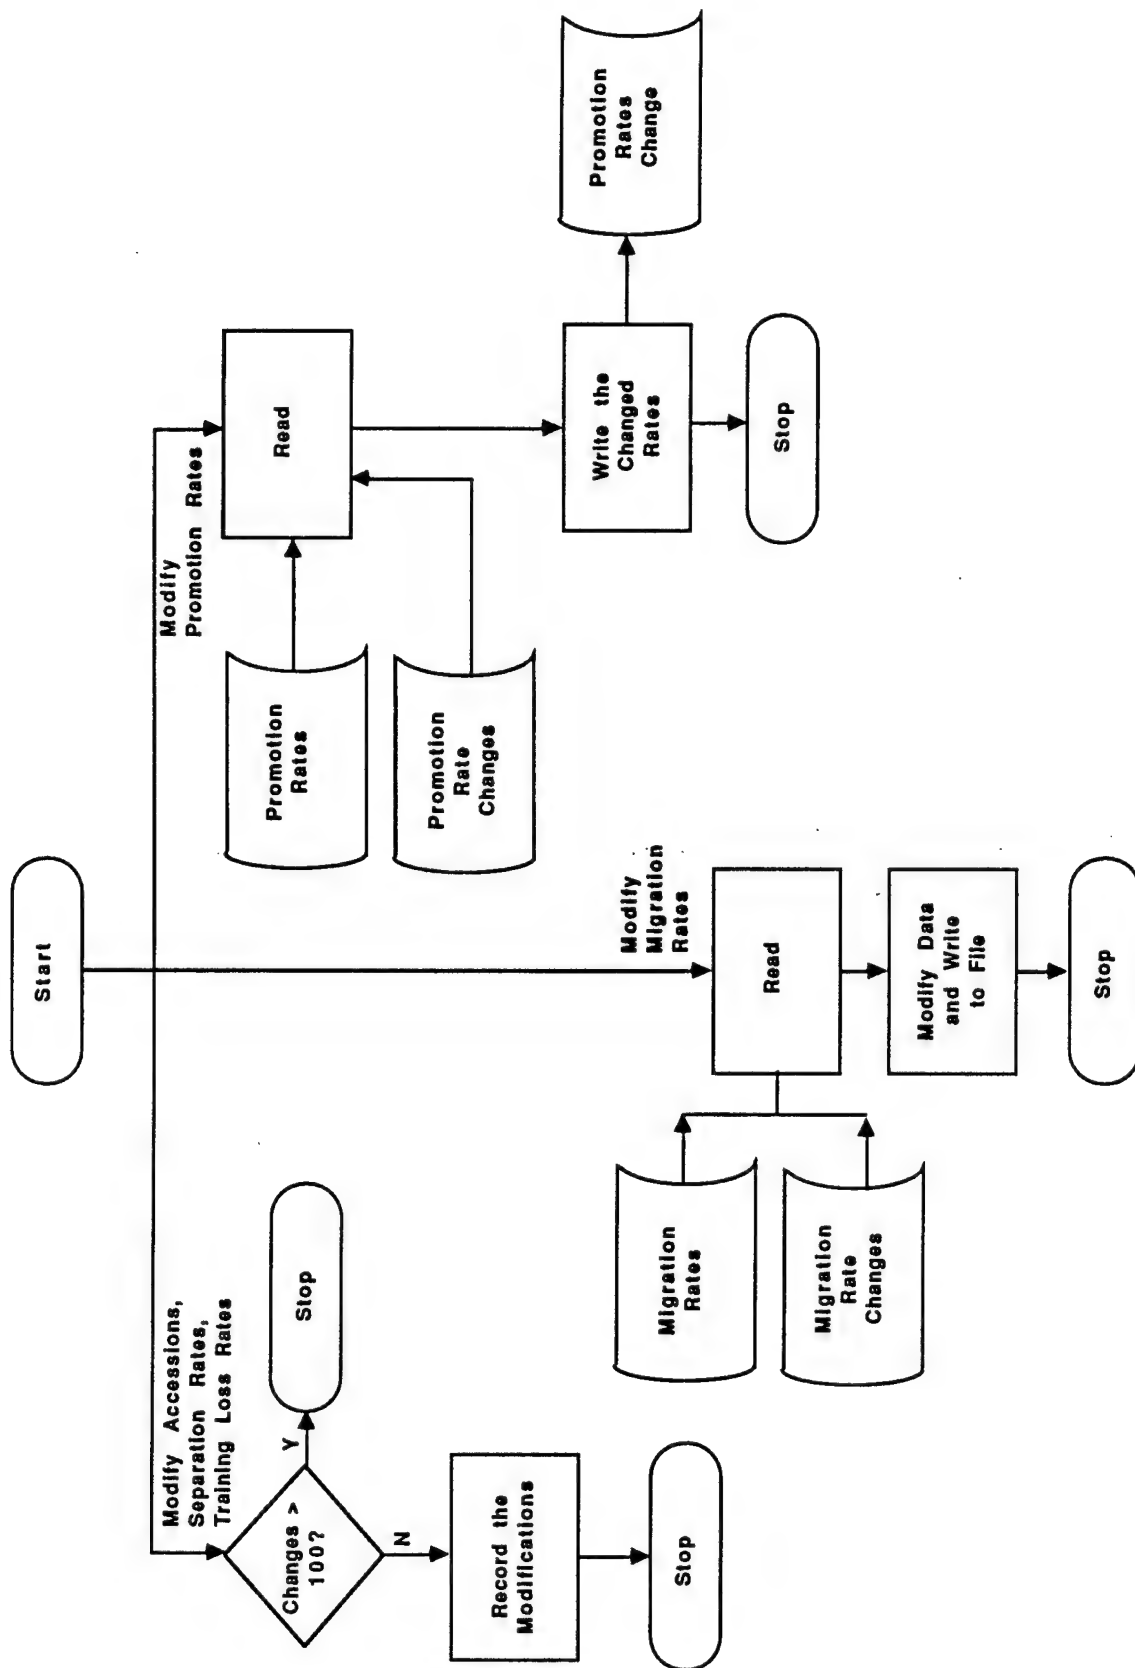 Start
Modify Accessions,
Separation Rates,
Training Loss Rates
Changes >
100?
Y
Stop
N
Record the
Modifications
Stop
Modify
Migration
Rates
Migration
Rates
Migration
Rate
Changes
Read
Modify Data
and Write
to File
Stop
Modify
Promotion Rates
Promotion
Rates
Promotion
Rate
Changes
Read
Write the
Changed
Rates
Promotion
Rates
Change
Stop